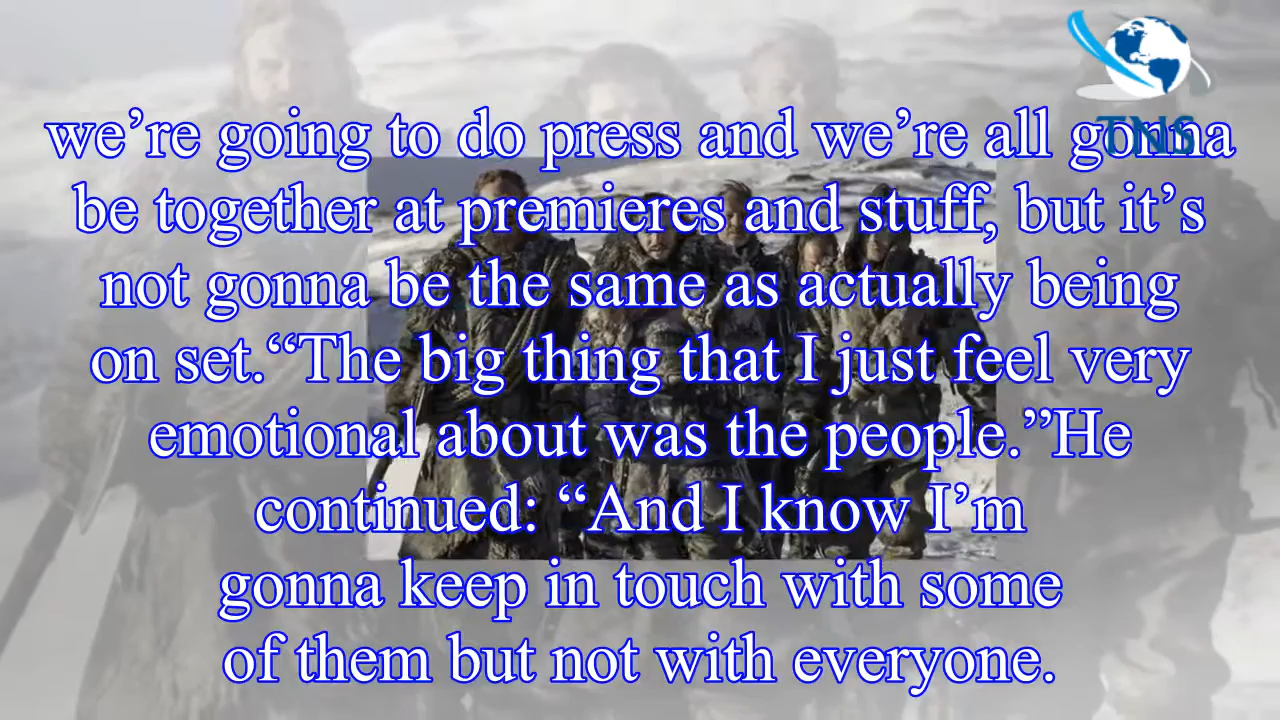 TNS
we’re going to do press and we’re all gonna
be together at premieres and stuff, but it’s
not gonna be the same as actually being
on set.“The big thing that I just feel very
emotional about was the people.”He
continued: “And I know I’m
gonna keep in touch with some
of them but not with everyone.